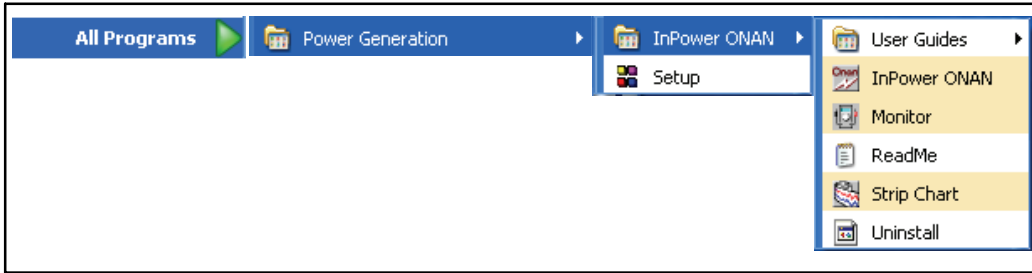 All Programs
Power Generation
InPower ONAN
Setup
User Guides
InPower ONAN
Monitor
ReadMe
Strip Chart
Uninstall